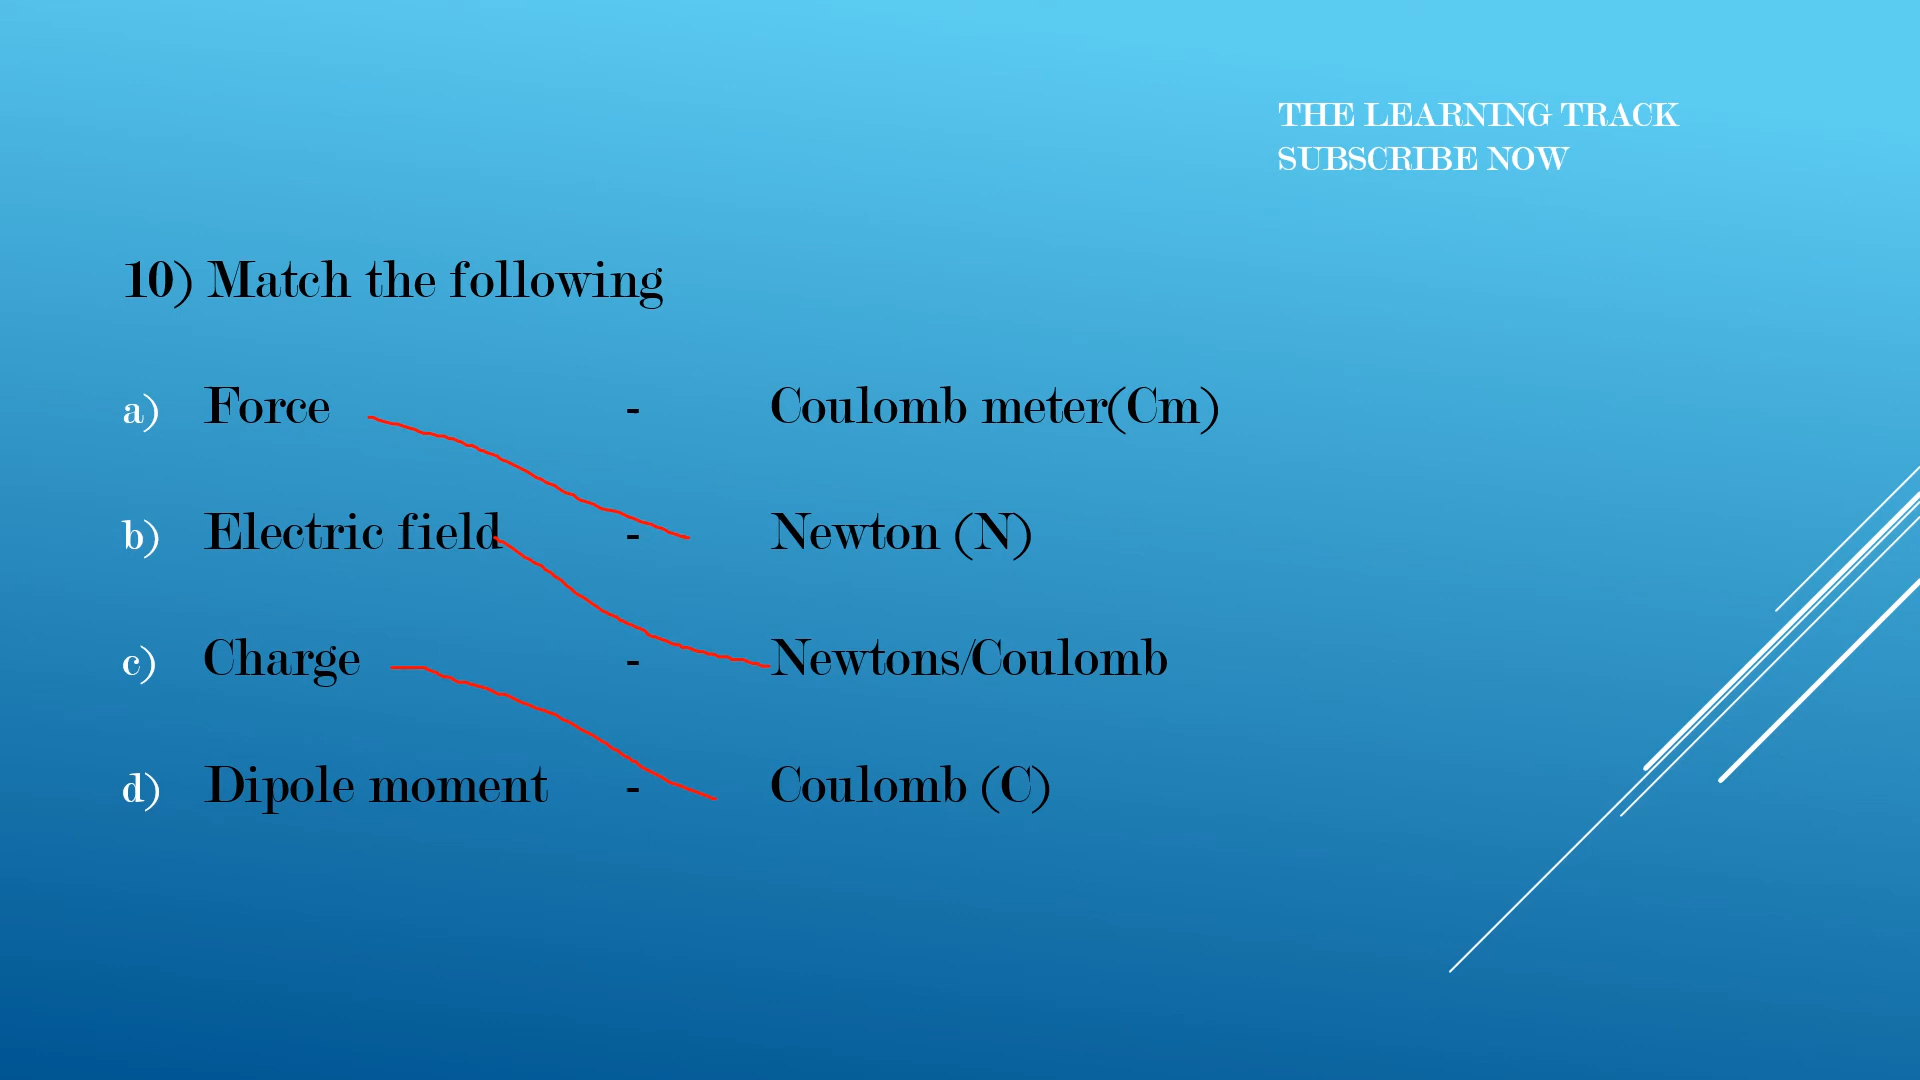 THE LEARNING TRACK
SUBSCRIBE NOW
10) Match the following
a) Force - Coulomb meter(Cm)
b) Electric field - Newton (N)
c) Charge - Newtons/Coulomb
d) Dipole moment - Coulomb (C)